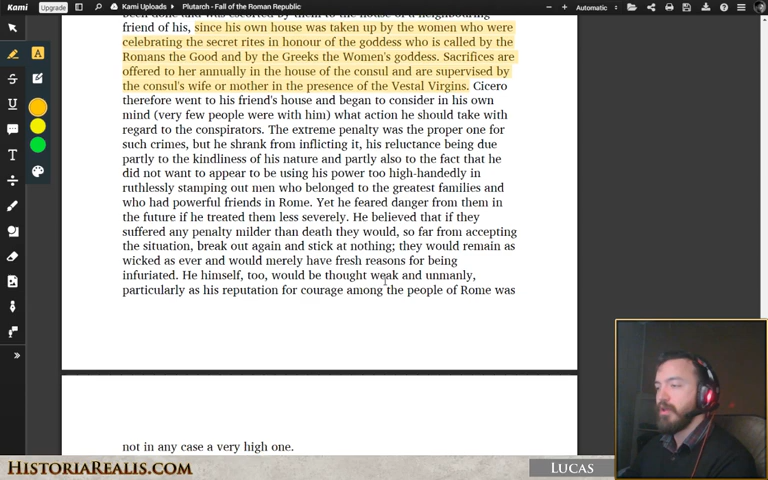 Kami
Upgrade
Kami Uploads
Plutarch - Fall of the Roman Republic
Automatic
been done and was escorted by them to the house of a neighbouring
friend of his, since his own house was taken up by the women who were
celebrating the secret rites in honour of the goddess who is called by the
Romans the Good and by the Greeks the Women's goddess. Sacrifices are
offered to her annually in the house of the consul and are supervised by
the consul's wife or mother in the presence of the Vestal Virgins. Cicero
therefore went to his friend's house and began to consider in his own
mind (very few people were with him) what action he should take with
regard to the conspirators. The extreme penalty was the proper one for
such crimes, but he shrank from inflicting it, his reluctance being due
partly to the kindliness of his nature and partly also to the fact that he
did not want to appear to be using his power too high-handedly in
ruthlessly stamping out men who belonged to the greatest families and
who had powerful friends in Rome. Yet he feared danger from them in
the future if he treated them less severely. He believed that if they
suffered any penalty milder than death they would, so far from accepting
the situation, break out again and stick at nothing; they would remain as
wicked as ever and would merely have fresh reasons for being
infuriated. He himself, too, would be thought weak and unmanly,
particularly as his reputation for courage among the people of Rome was
not in any case a very high one.
HISTORIAREALIS.COM
LUCAS